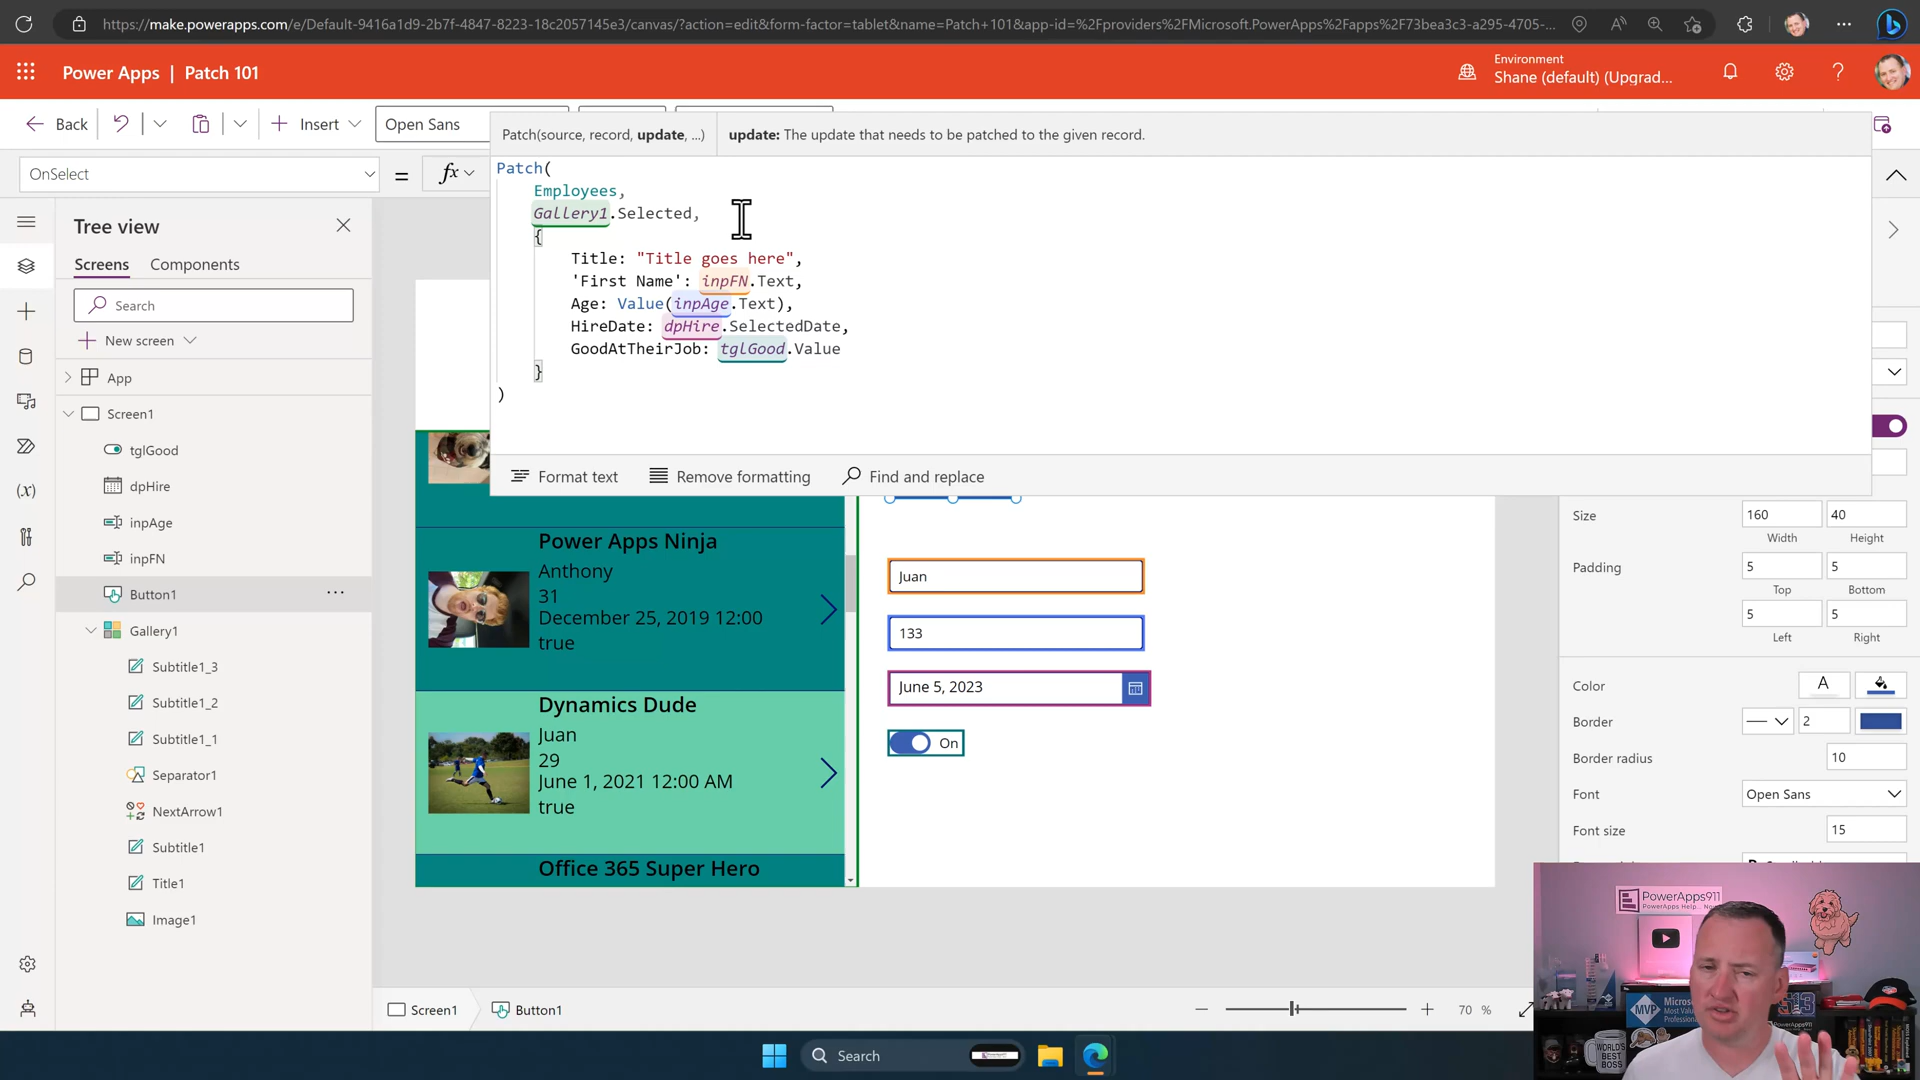 https://make.powerapps.com/e/Default-9416a1d9-2b7f-4847-8223-18c2057145e3/canvas/?action=edit&form-factor=tablet&name=Patch+101&app-id=%2Fproviders%2FMicrosoft.PowerApps%2Fapps%2F73bea3c3-a295-4705-...
Power Apps | Patch 101
Environment
Shane (default) (Upgrad...
Back
Insert
Open Sans
Patch(source, record, update, ...)
update: The update that needs to be patched to the given record.
OnSelect
=
fx
Patch(
Employees,
Gallery1.Selected,
{
Title: "Title goes here",
'First Name': inpFN.Text,
Age: Value(inpAge.Text),
HireDate: dpHire.SelectedDate,
GoodAtTheirJob: tglGood.Value
}
)
Format text
Remove formatting
Find and replace
Tree view
Screens
Components
Search
New screen
App
Screen1
tglGood
dpHire
inpAge
inpFN
Button1
Gallery1
Subtitle1_3
Subtitle1_2
Subtitle1_1
Separator1
NextArrow1
Subtitle1
Title1
Image1
Power Apps Ninja
Anthony
31
December 25, 2019 12:00
true
Dynamics Dude
Juan
29
June 1, 2021 12:00 AM
true
Office 365 Super Hero
Juan
133
June 5, 2023
On
Size
160
40
Width
Height
Padding
5
5
Top
Bottom
5
5
Left
Right
Color
A
Border
2
Border radius
10
Font
Open Sans
Font size
15
PowerApps911
MVP
513
WORLD'S
BEST
BOSS
Screen1
Button1
70 %
Search